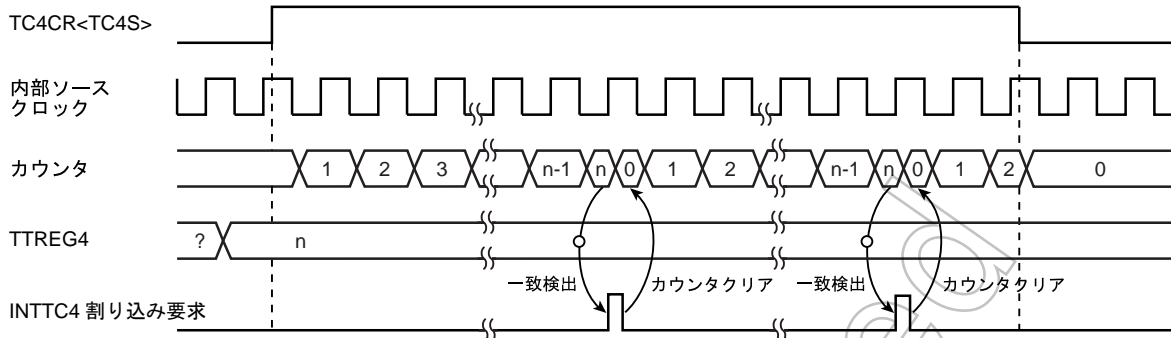 TC4CR<TC4S>
内部ソース
クロック
カウンタ
1 2 3 n-1 n 0 1 2 n-1 n 0 1 2 0
TTREG4
? n
一致検出 カウンタクリア 一致検出 カウンタクリア
INTTC4 割り込み要求